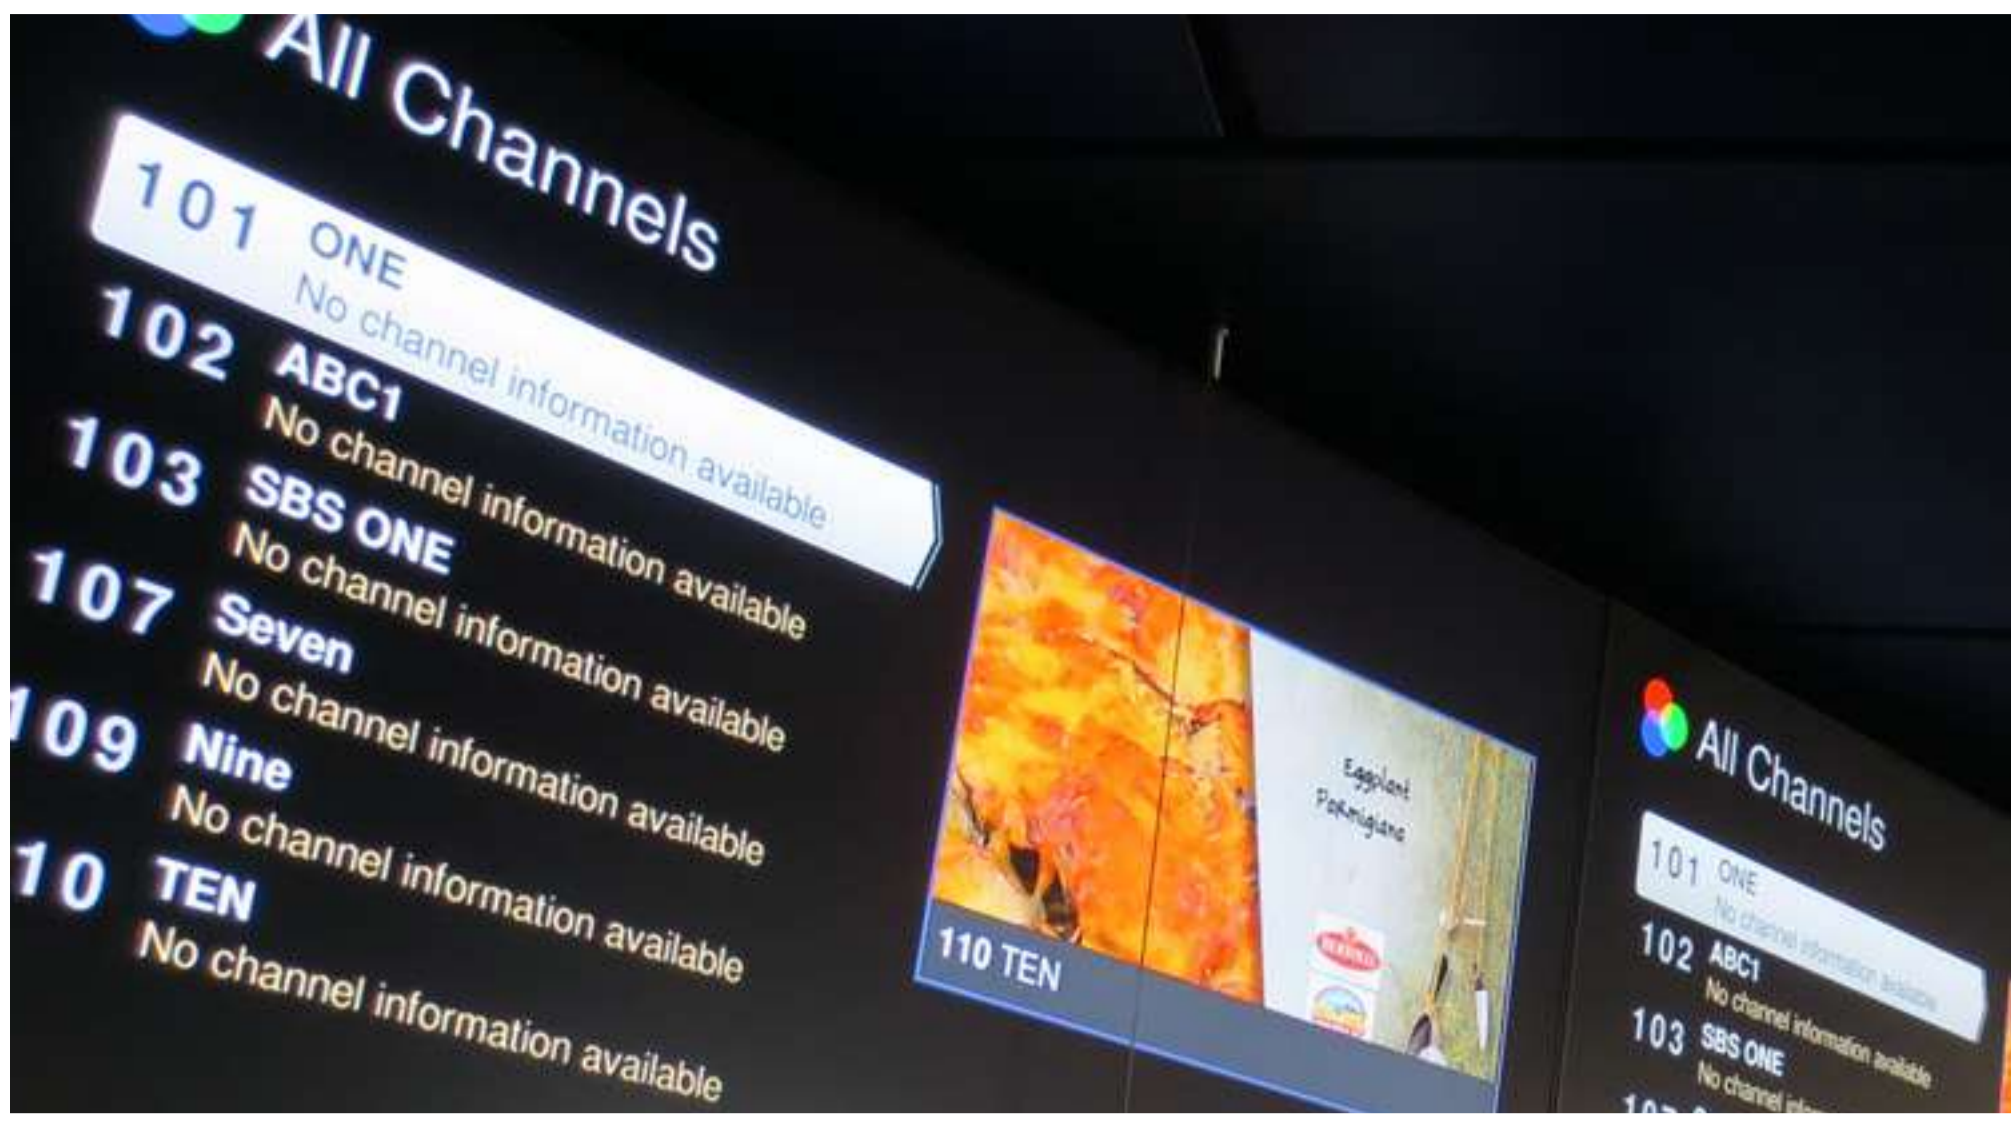 All Channels
101 ONE
No channel information available
102 ABC1
No channel information available
103 SBS ONE
No channel information available
107 Seven
No channel information available
109 Nine
No channel information available
10 TEN
No channel information available
Eggplant
Parmigiana
110 TEN
All Channels
101 ONE
No channel information available
102 ABC1
No channel information available
103 SBS ONE
No channel